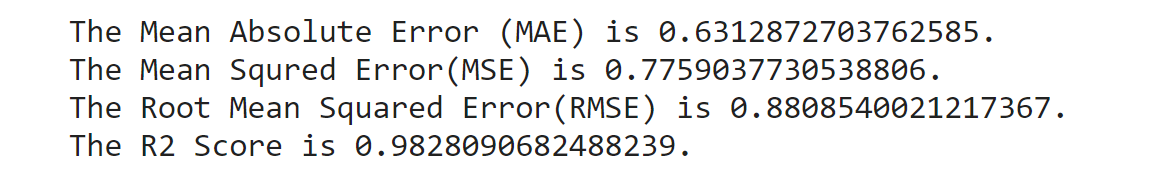 The Mean Absolute Error (MAE) is 0.6312872703762585.
The Mean Squred Error(MSE) is 0.7759037730538806.
The Root Mean Squared Error(RMSE) is 0.8808540021217367.
The R2 Score is 0.9828090682488239.